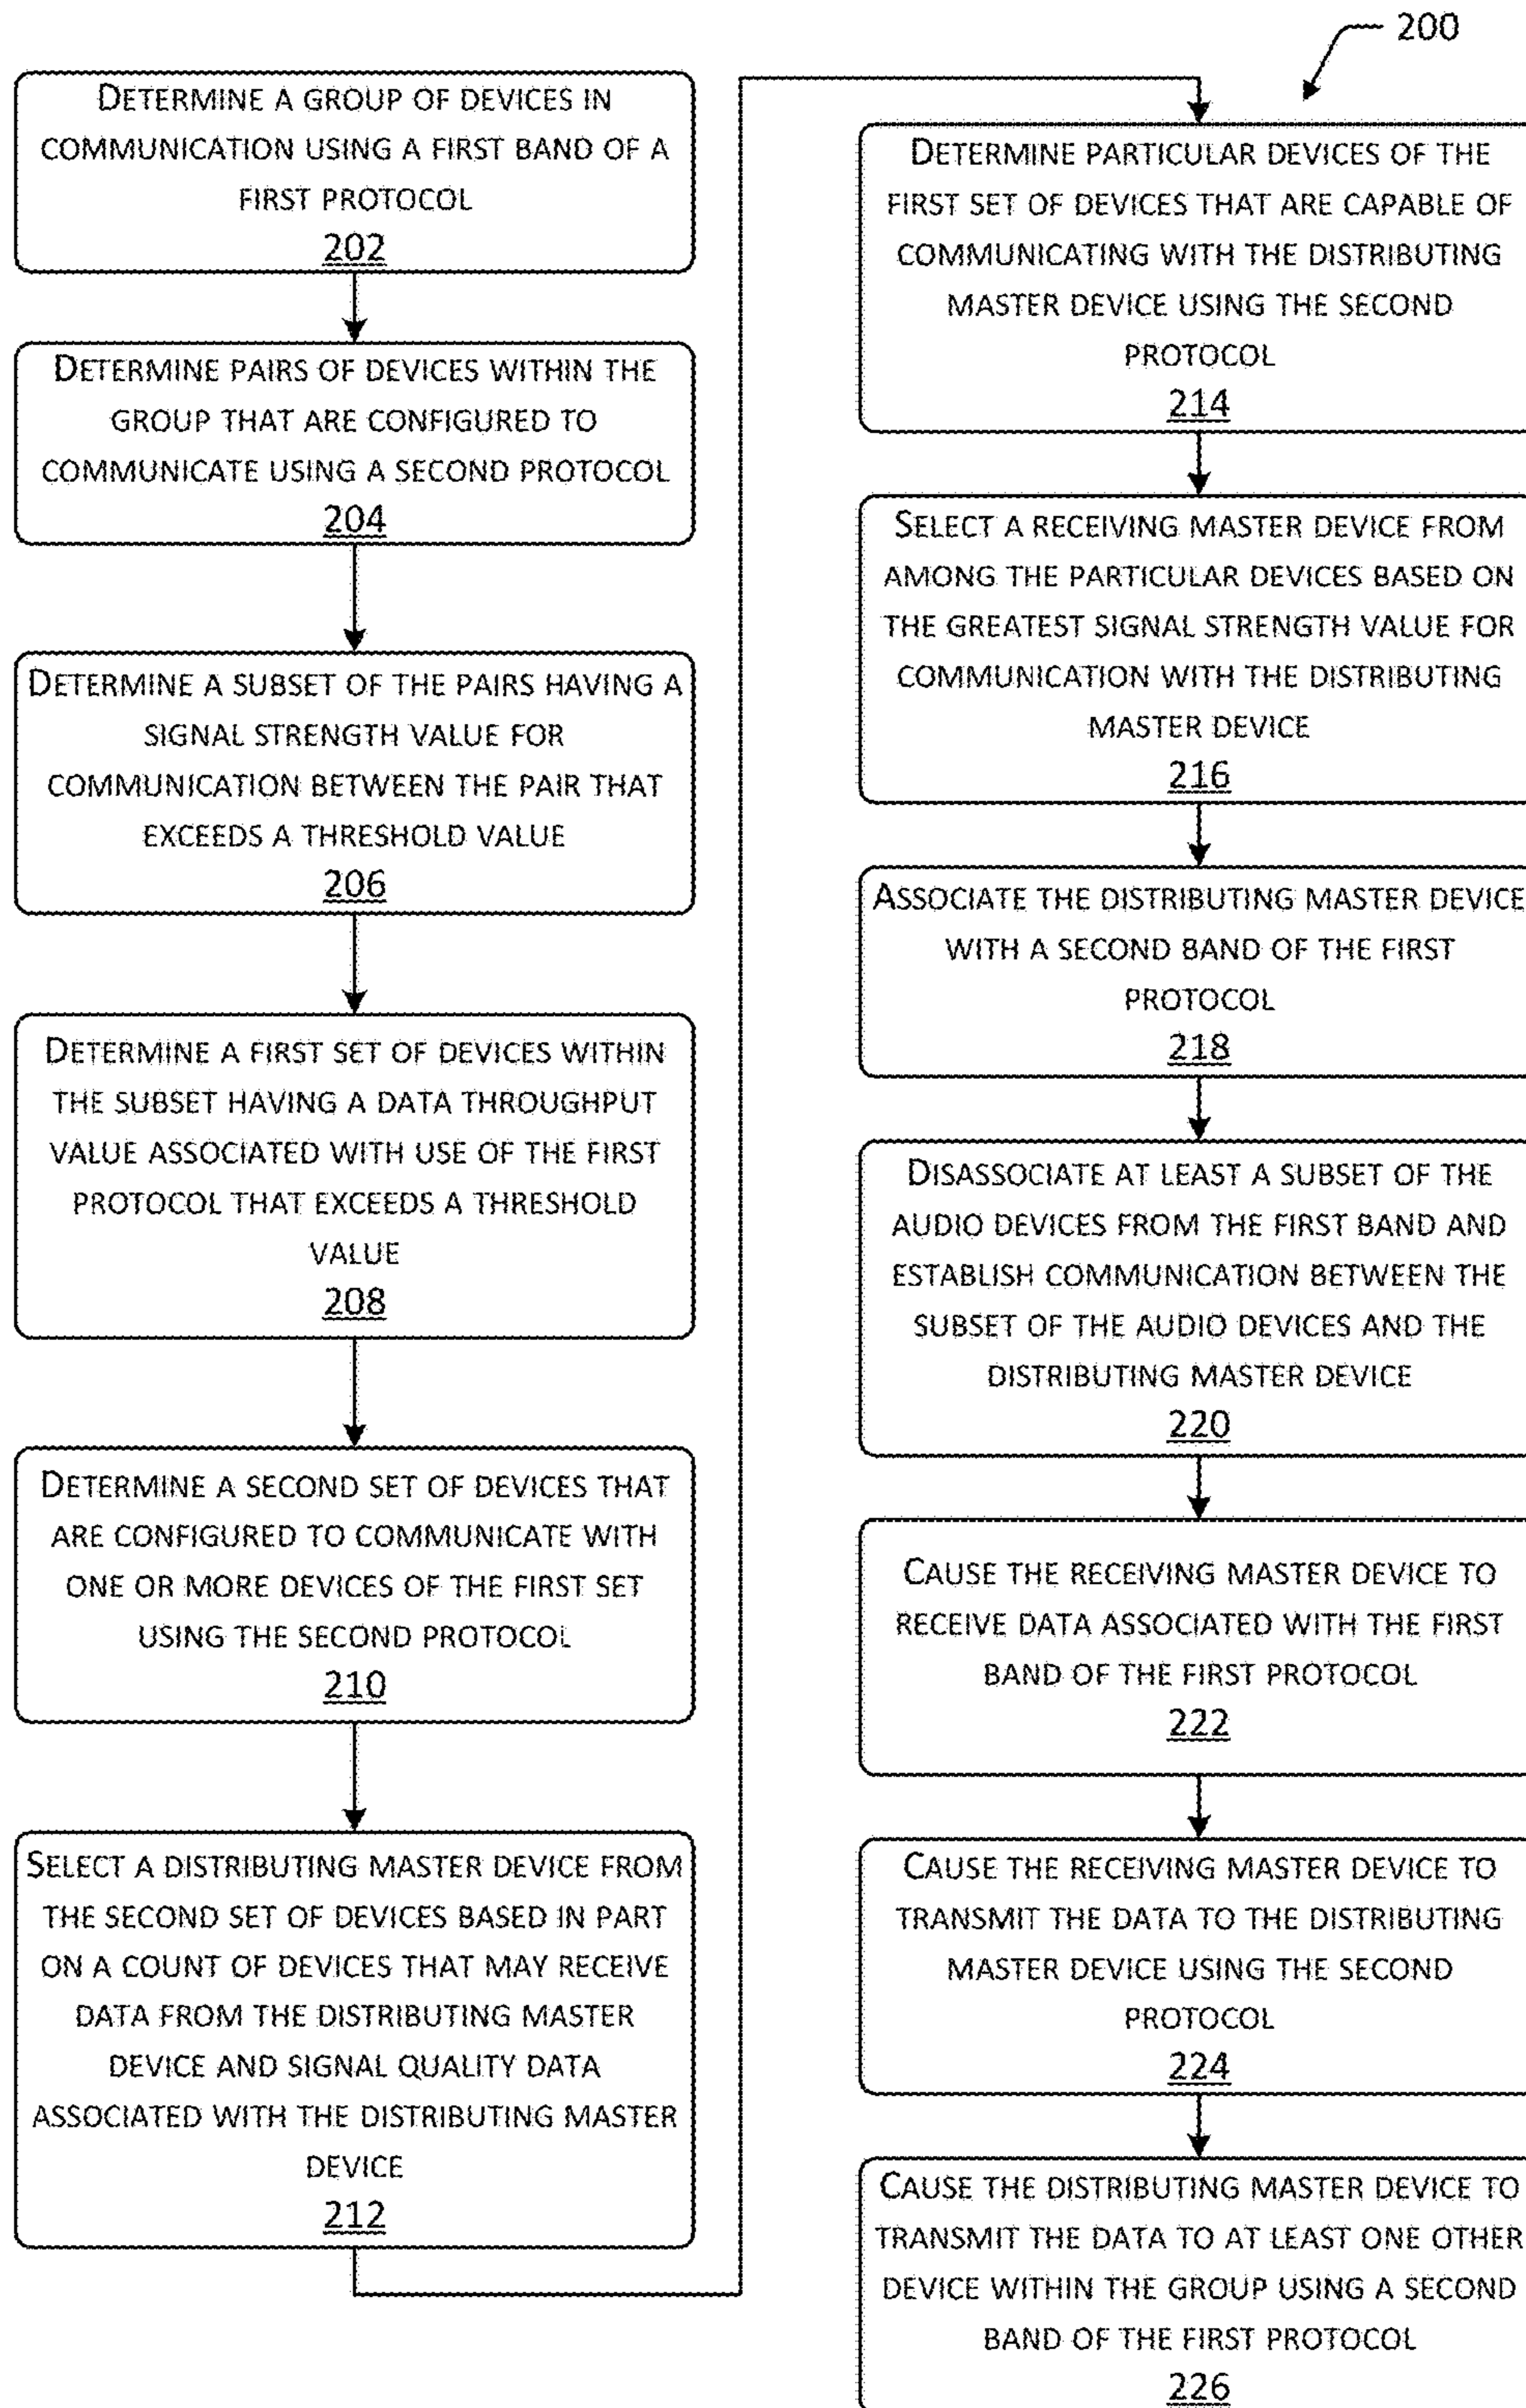 200
DETERMINE A GROUP OF DEVICES IN
COMMUNICATION USING A FIRST BAND OF A
FIRST PROTOCOL
202
DETERMINE PAIRS OF DEVICES WITHIN THE
GROUP THAT ARE CONFIGURED TO
COMMUNICATE USING A SECOND PROTOCOL
204
DETERMINE A SUBSET OF THE PAIRS HAVING A
SIGNAL STRENGTH VALUE FOR
COMMUNICATION BETWEEN THE PAIR THAT
EXCEEDS A THRESHOLD VALUE
206
DETERMINE A FIRST SET OF DEVICES WITHIN
THE SUBSET HAVING A DATA THROUGHPUT
VALUE ASSOCIATED WITH USE OF THE FIRST
PROTOCOL THAT EXCEEDS A THRESHOLD
VALUE
208
DETERMINE A SECOND SET OF DEVICES THAT
ARE CONFIGURED TO COMMUNICATE WITH
ONE OR MORE DEVICES OF THE FIRST SET
USING THE SECOND PROTOCOL
210
SELECT A DISTRIBUTING MASTER DEVICE FROM
THE SECOND SET OF DEVICES BASED IN PART
ON A COUNT OF DEVICES THAT MAY RECEIVE
DATA FROM THE DISTRIBUTING MASTER
DEVICE AND SIGNAL QUALITY DATA
ASSOCIATED WITH THE DISTRIBUTING MASTER
DEVICE
212
DETERMINE PARTICULAR DEVICES OF THE
FIRST SET OF DEVICES THAT ARE CAPABLE OF
COMMUNICATING WITH THE DISTRIBUTING
MASTER DEVICE USING THE SECOND
PROTOCOL
214
SELECT A RECEIVING MASTER DEVICE FROM
AMONG THE PARTICULAR DEVICES BASED ON
THE GREATEST SIGNAL STRENGTH VALUE FOR
COMMUNICATION WITH THE DISTRIBUTING
MASTER DEVICE
216
ASSOCIATE THE DISTRIBUTING MASTER DEVICE
WITH A SECOND BAND OF THE FIRST
PROTOCOL
218
DISASSOCIATE AT LEAST A SUBSET OF THE
AUDIO DEVICES FROM THE FIRST BAND AND
ESTABLISH COMMUNICATION BETWEEN THE
SUBSET OF THE AUDIO DEVICES AND THE
DISTRIBUTING MASTER DEVICE
220
CAUSE THE RECEIVING MASTER DEVICE TO
RECEIVE DATA ASSOCIATED WITH THE FIRST
BAND OF THE FIRST PROTOCOL
222
CAUSE THE RECEIVING MASTER DEVICE TO
TRANSMIT THE DATA TO THE DISTRIBUTING
MASTER DEVICE USING THE SECOND
PROTOCOL
224
CAUSE THE DISTRIBUTING MASTER DEVICE TO
TRANSMIT THE DATA TO AT LEAST ONE OTHER
DEVICE WITHIN THE GROUP USING A SECOND
BAND OF THE FIRST PROTOCOL
226